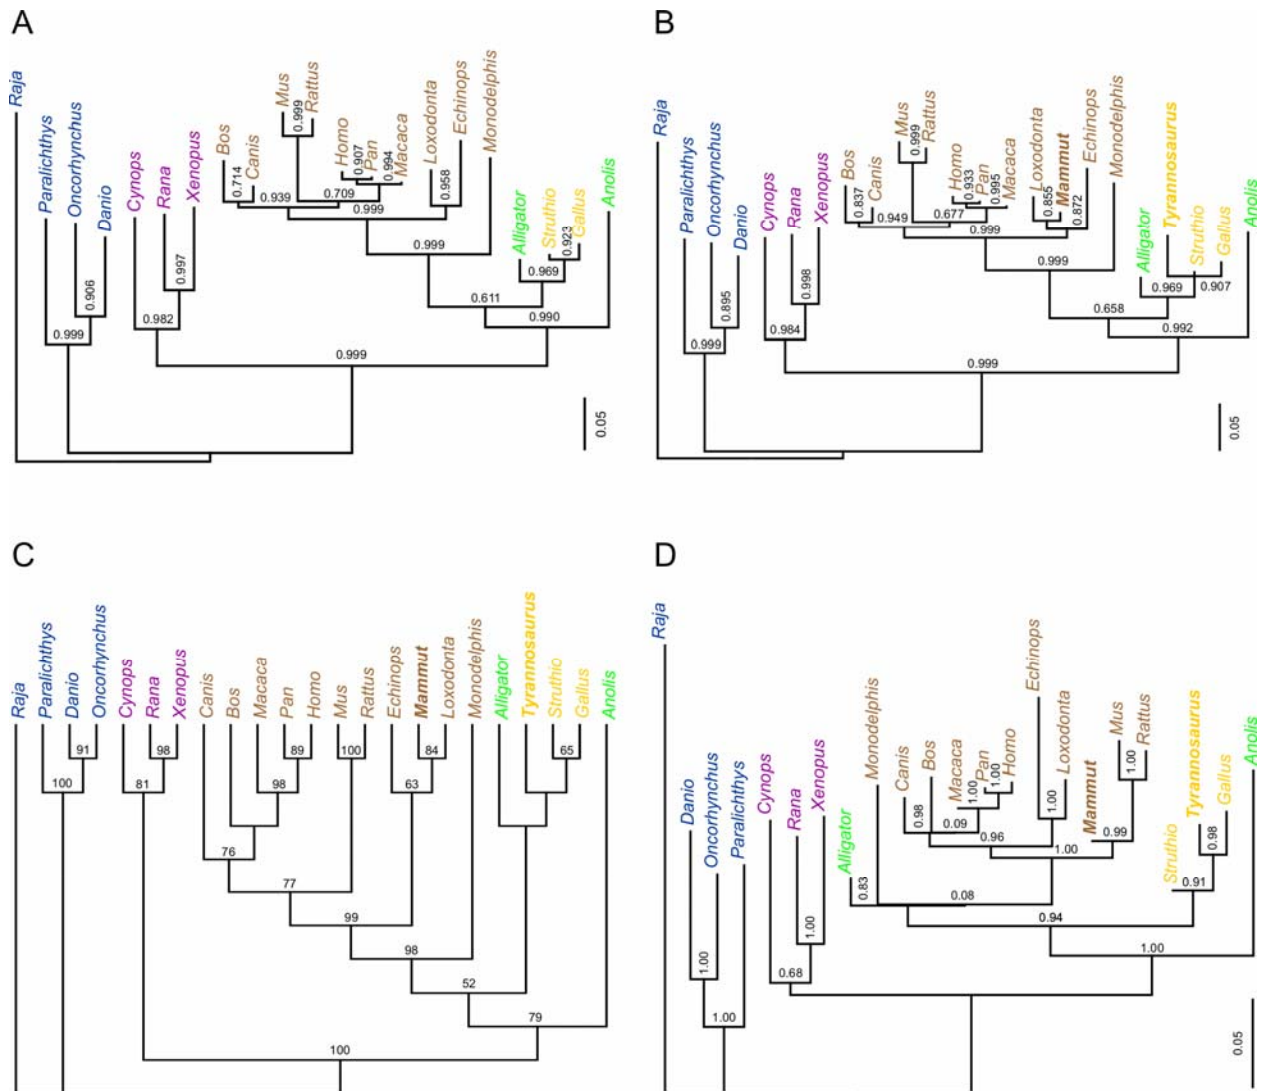 A
Raja
Paralichthys
Oncorhynchus
Danio
Cynops
Rana
Xenopus
Bos
Canis
Mus
Rattus
Homo
Pan
Macaca
Loxodonta
Echinops
Monodelphis
Alligator
Struthio
Gallus
Anolis
0.999
0.906
0.982
0.997
0.714
0.939
0.999
0.709
0.907
0.994
0.999
0.958
0.999
0.611
0.969
0.923
0.990
0.999
0.05
B
Raja
Paralichthys
Oncorhynchus
Danio
Cynops
Rana
Xenopus
Bos
Canis
Mus
Rattus
Homo
Pan
Macaca
Loxodonta
Mammut
Echinops
Monodelphis
Alligator
Tyrannosaurus
Struthio
Gallus
Anolis
0.999
0.895
0.984
0.998
0.837
0.949
0.999
0.677
0.933
0.995
0.999
0.855
0.872
0.999
0.658
0.969
0.907
0.992
0.999
0.05
C
Raja
Paralichthys
Danio
Oncorhynchus
Cynops
Rana
Xenopus
Canis
Bos
Macaca
Pan
Homo
Mus
Rattus
Echinops
Mammut
Loxodonta
Monodelphis
Alligator
Tyrannosaurus
Struthio
Gallus
Anolis
91
98
89
100
84
65
100
81
98
63
76
77
99
98
52
79
100
D
Raja
Danio
Oncorhynchus
Paralichthys
Cynops
Rana
Xenopus
Alligator
Monodelphis
Canis
Bos
Macaca
Pan
Homo
Echinops
Loxodonta
Mammut
Mus
Rattus
Struthio
Tyrannosaurus
Gallus
Anolis
1.00
1.00
0.68
1.00
0.83
0.98
0.09
1.00
1.00
0.96
1.00
1.00
0.99
1.00
0.08
0.91
0.98
0.94
1.00
0.05